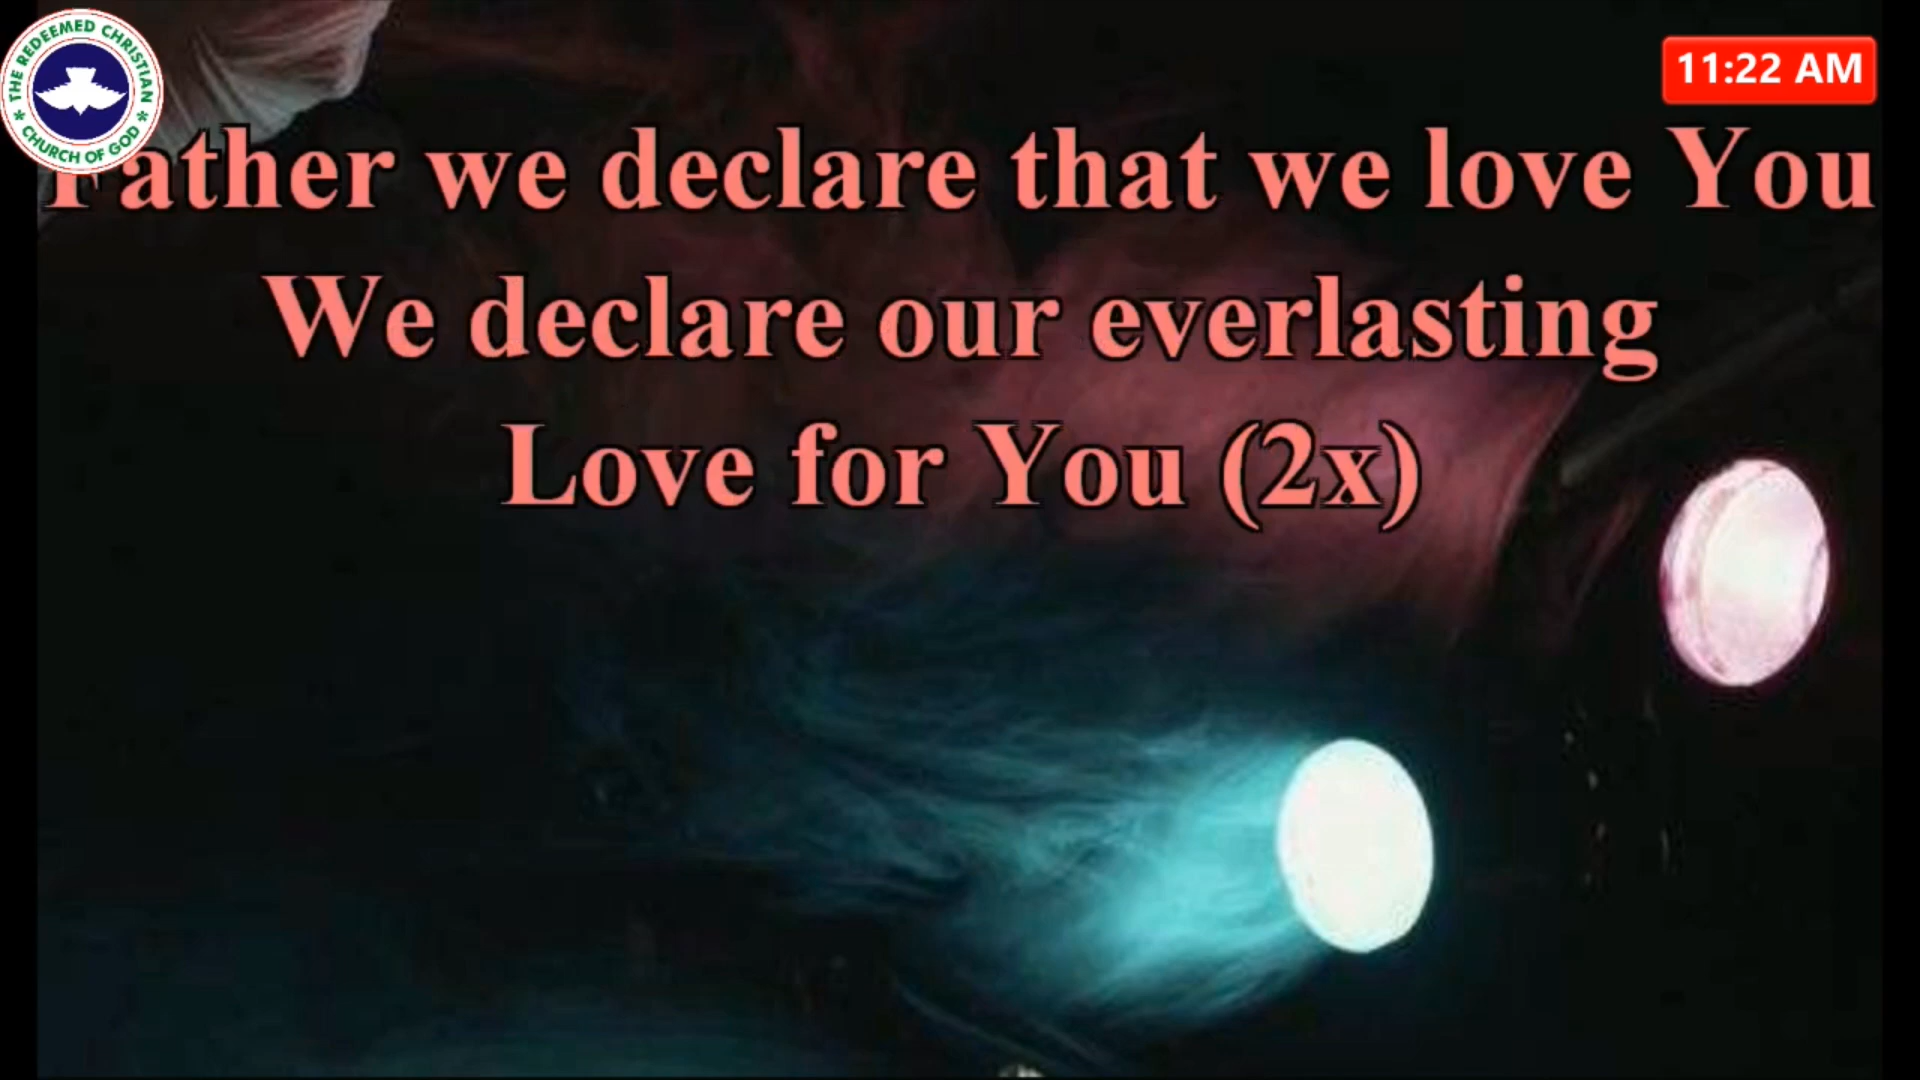 THE REDEEMED CHRISTIAN
CHURCH OF GOD
11:22 AM
Father we declare that we love You
We declare our everlasting
Love for You (2x)